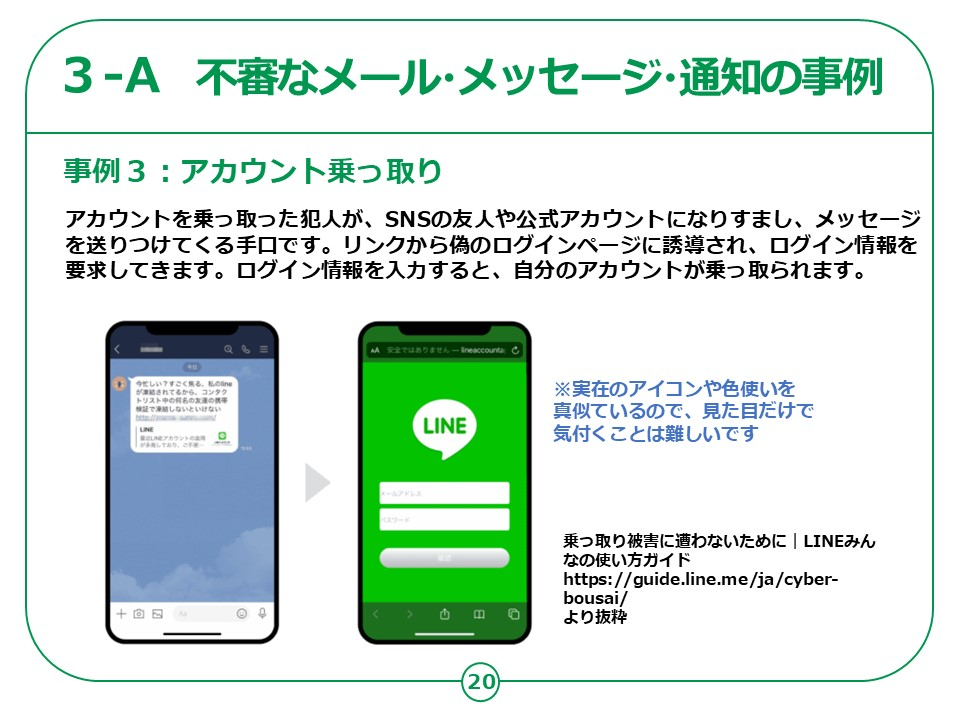 ３-A　不審なメール･メッセージ･通知の事例
事例３：アカウント乗っ取り
アカウントを乗っ取った犯人が、SNSの友人や公式アカウントになりすまし、メッセージ
を送りつけてくる手口です。リンクから偽のログインページに誘導され、ログイン情報を
要求してきます。ログイン情報を入力すると、自分のアカウントが乗っ取られます。
今日
今忙しい？すごく焦る、私のline
が凍結されてるから、コンタク
トリスト中の何名の友達の携帯
検証で凍結しないといけない
LINE
最近LINEアカウントの盗用
が多発しており、ご不便…
Aa
AA 安全ではありません — lineaccounta
LINE
メールアドレス
パスワード
※実在のアイコンや色使いを
真似ているので、見た目だけで
気付くことは難しいです
乗っ取り被害に遭わないために｜LINEみん
なの使い方ガイド
https://guide.line.me/ja/cyber-
bousai/
より抜粋
20